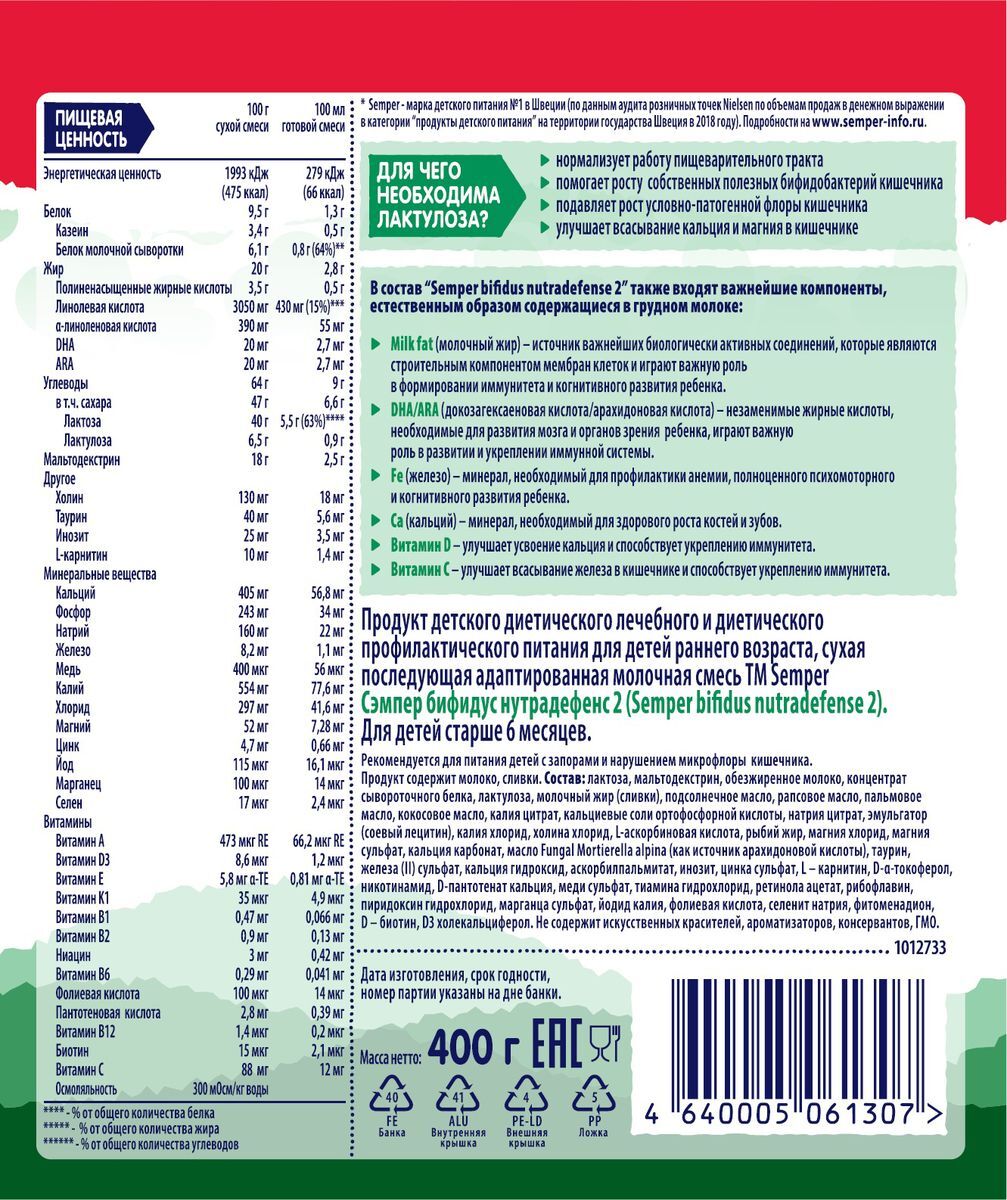 ПИЩЕВАЯ ЦЕННОСТЬ
100 г сухой смеси 100 мл готовой смеси
Энергетическая ценность 1993 кДж 279 кДж
(475 ккал) (66 ккал)
Белок 9,5 г 1,3 г
Казеин 3,4 г 0,5 г
Белок молочной сыворотки 6,1 г 0,8 г (64%)**
Жир 20 г 2,8 г
Полиненасыщенные жирные кислоты 3,5 г 0,5 г
Линолевая кислота 3050 мг 430 мг (15%)***
α-линоленовая кислота 390 мг 55 мг
DHA 20 мг 2,7 мг
ARA 20 мг 2,7 мг
Углеводы 64 г 9 г
в т.ч. сахара 47 г 6,6 г
Лактоза 40 г 5,5 г (63%)****
Лактулоза 6,5 г 0,9 г
Мальтодекстрин 18 г 2,5 г
Другое
Холин 130 мг 18 мг
Таурин 40 мг 5,6 мг
Инозит 25 мг 3,5 мг
L-карнитин 10 мг 1,4 мг
Минеральные вещества
Кальций 405 мг 56,8 мг
Фосфор 243 мг 34 мг
Натрий 160 мг 22 мг
Железо 8,2 мг 1,1 мг
Медь 400 мкг 56 мкг
Калий 554 мг 77,6 мг
Хлорид 297 мг 41,6 мг
Магний 52 мг 7,28 мг
Цинк 4,7 мг 0,66 мг
Йод 115 мкг 16,1 мкг
Марганец 100 мкг 14 мкг
Селен 17 мкг 2,4 мкг
Витамины
Витамин А 473 мкг RE 66,2 мкг RE
Витамин D3 8,6 мкг 1,2 мкг
Витамин Е 5,8 мг α-TE 0,81 мг α-TE
Витамин К1 35 мкг 4,9 мкг
Витамин В1 0,47 мг 0,066 мг
Витамин В2 0,9 мг 0,13 мг
Ниацин 3 мг 0,42 мг
Витамин В6 0,29 мг 0,041 мг
Фолиевая кислота 100 мкг 14 мкг
Пантотеновая кислота 2,8 мг 0,39 мг
Витамин В12 1,4 мкг 0,2 мкг
Биотин 15 мкг 2,1 мкг
Витамин С 88 мг 12 мг
Осмоляльность 300 мОсм/кг воды
**** - % от общего количества белка
***** - % от общего количества жира
****** - % от общего количества углеводов
* Semper - марка детского питания №1 в Швеции (по данным аудита розничных точек Nielsen по объемам продаж в денежном выражении
в категории “продукты детского питания” на территории государства Швеция в 2018 году). Подробности на www.semper-info.ru.
ДЛЯ ЧЕГО
НЕОБХОДИМА
ЛАКТУЛОЗА?
нормализует работу пищеварительного тракта
помогает росту собственных полезных бифидобактерий кишечника
подавляет рост условно-патогенной флоры кишечника
улучшает всасывание кальция и магния в кишечнике
В состав “Semper bifidus nutradefense 2” также входят важнейшие компоненты,
естественным образом содержащиеся в грудном молоке:
Milk fat (молочный жир) – источник важнейших биологически активных соединений, которые являются
строительным компонентом мембран клеток и играют важную роль
в формировании иммунитета и когнитивного развития ребенка.
DHA/ARA (докозагексаеновая кислота/арахидоновая кислота) – незаменимые жирные кислоты,
необходимые для развития мозга и органов зрения ребенка, играют важную
роль в развитии и укреплении иммунной системы.
Fe (железо) – минерал, необходимый для профилактики анемии, полноценного психомоторного
и когнитивного развития ребенка.
Ca (кальций) – минерал, необходимый для здорового роста костей и зубов.
Витамин D – улучшает усвоение кальция и способствует укреплению иммунитета.
Витамин С – улучшает всасывание железа в кишечнике и способствует укреплению иммунитета.
Продукт детского диетического лечебного и диетического
профилактического питания для детей раннего возраста, сухая
последующая адаптированная молочная смесь ТМ Semper
Сэмпер бифидус нутрадефенс 2 (Semper bifidus nutradefense 2).
Для детей старше 6 месяцев.
Рекомендуется для питания детей с запорами и нарушением микрофлоры кишечника.
Продукт содержит молоко, сливки. Состав: лактоза, мальтодекстрин, обезжиренное молоко, концентрат
сывороточного белка, лактулоза, молочный жир (сливки), подсолнечное масло, рапсовое масло, пальмовое
масло, кокосовое масло, калия цитрат, кальциевые соли ортофосфорной кислоты, натрия цитрат, эмульгатор
(соевый лецитин), калия хлорид, холина хлорид, L-аскорбиновая кислота, рыбий жир, магния хлорид, магния
сульфат, кальция карбонат, масло Fungal Mortierella alpina (как источник арахидоновой кислоты), таурин,
железа (II) сульфат, кальция гидроксид, аскорбилпальмитат, инозит, цинка сульфат, L – карнитин, D-α-токоферол,
никотинамид, D-пантотенат кальция, меди сульфат, тиамина гидрохлорид, ретинола ацетат, рибофлавин,
пиридоксин гидрохлорид, марганца сульфат, йодид калия, фолиевая кислота, селенит натрия, фитоменадион,
D – биотин, D3 холекальциферол. Не содержит искусственных красителей, ароматизаторов, консервантов, ГМО.
1012733
Дата изготовления, срок годности,
номер партии указаны на дне банки.
Масса нетто: 400 г EAC
40 41 4 5
FE ALU PE-LD PP
Банка Внутренняя крышка Внешняя крышка Ложка
4 640005 061307 >